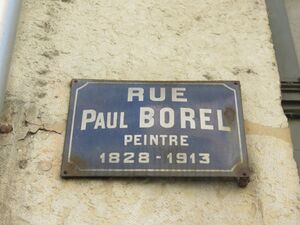 RUE
PAUL BOREL
PEINTRE
1828-1913